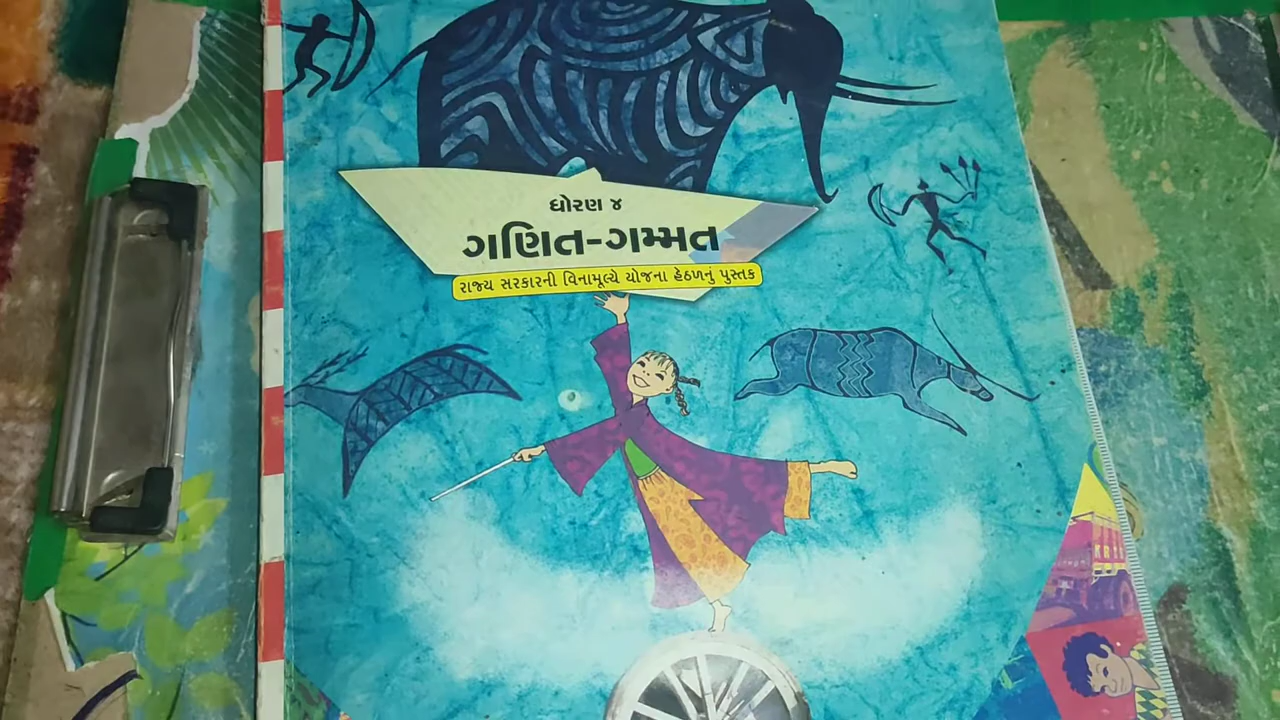 ધોરણ ૪
ગણિત-ગમ્મત
રાજ્ય સરકારની વિનામૂલ્યે યોજના હેઠળનું પુસ્તક